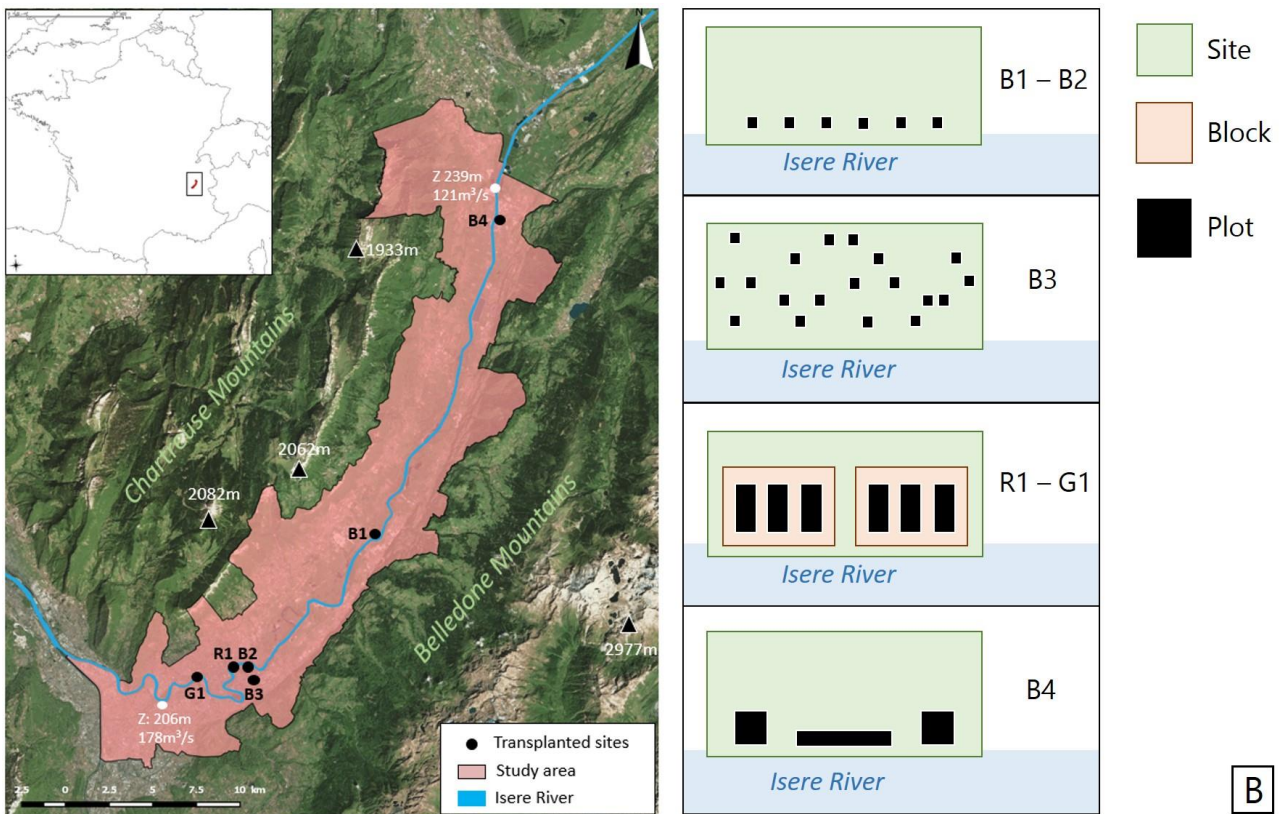 N
Z 239m
121m³/s
B4
1933m
Chartreuse Mountains
2062m
2082m
B1
Belledone Mountains
2977m
R1 B2
G1
B3
Z: 206m
178m³/s
2.5 0 2.5 5 7.5 10 km
Transplanted sites
Study area
Isere River
B1 – B2
Isere River
B3
Isere River
R1 – G1
Isere River
B4
Isere River
Site
Block
Plot
B